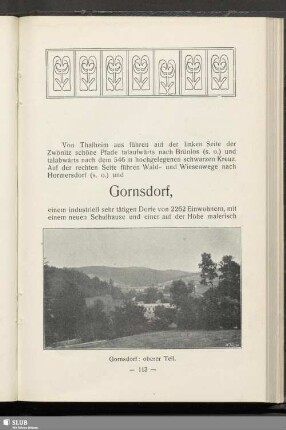 Von Thalheim aus führen auf der linken Seite der
Zwönitz schöne Pfade talaufwärts nach Brünlos (s. o.) und
talabwärts nach dem 546 m hochgelegenen schwarzen Kreuz.
Auf der rechten Seite führen Wald- und Wiesenwege nach
Hormersdorf (s. o.) und
Gornsdorf,
einem industriell sehr tätigen Dorfe von 2262 Einwohnern, mit
einem neuen Schulhause und einer auf der Höhe malerisch
Gornsdorf: oberer Teil.
— 113 —
SLUB